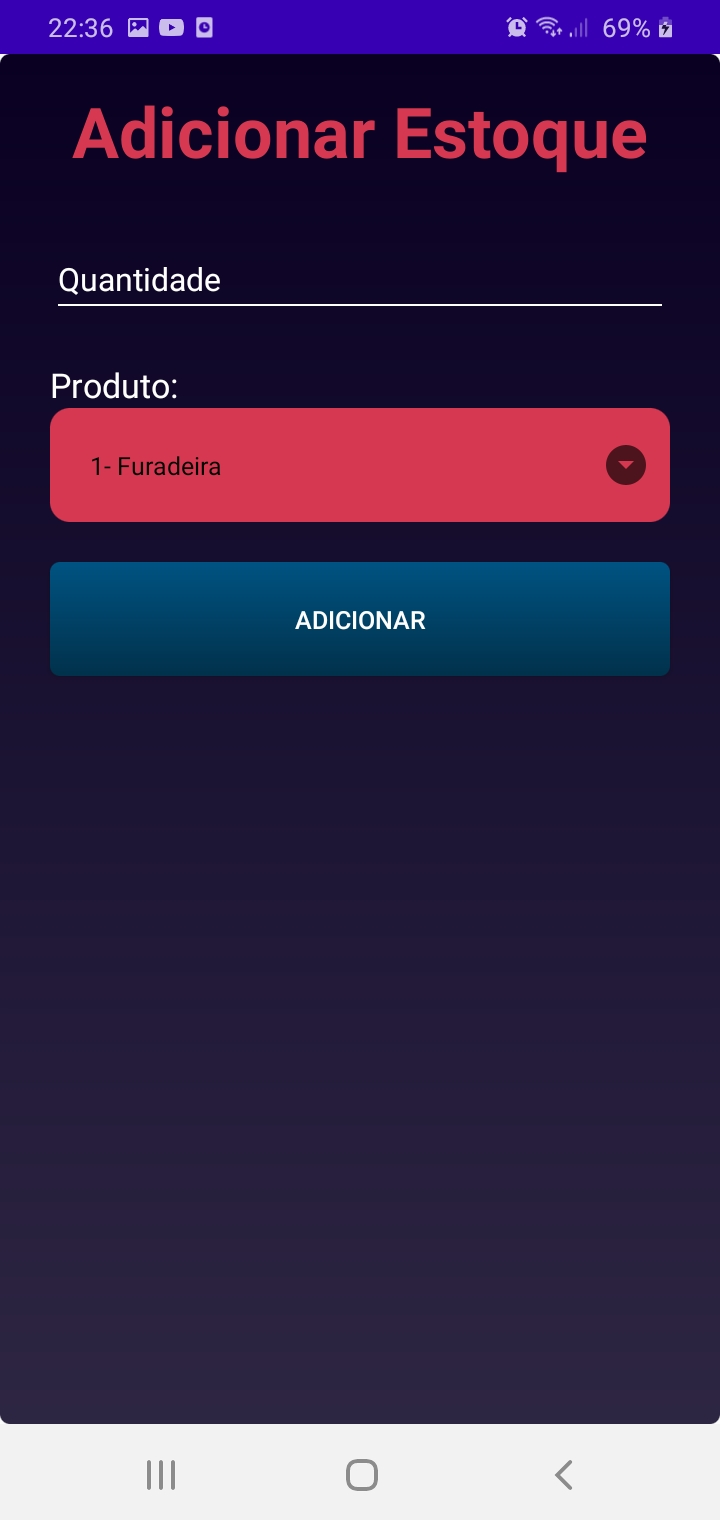 22:36 69%
Adicionar Estoque
Quantidade
Produto:
1- Furadeira
ADICIONAR